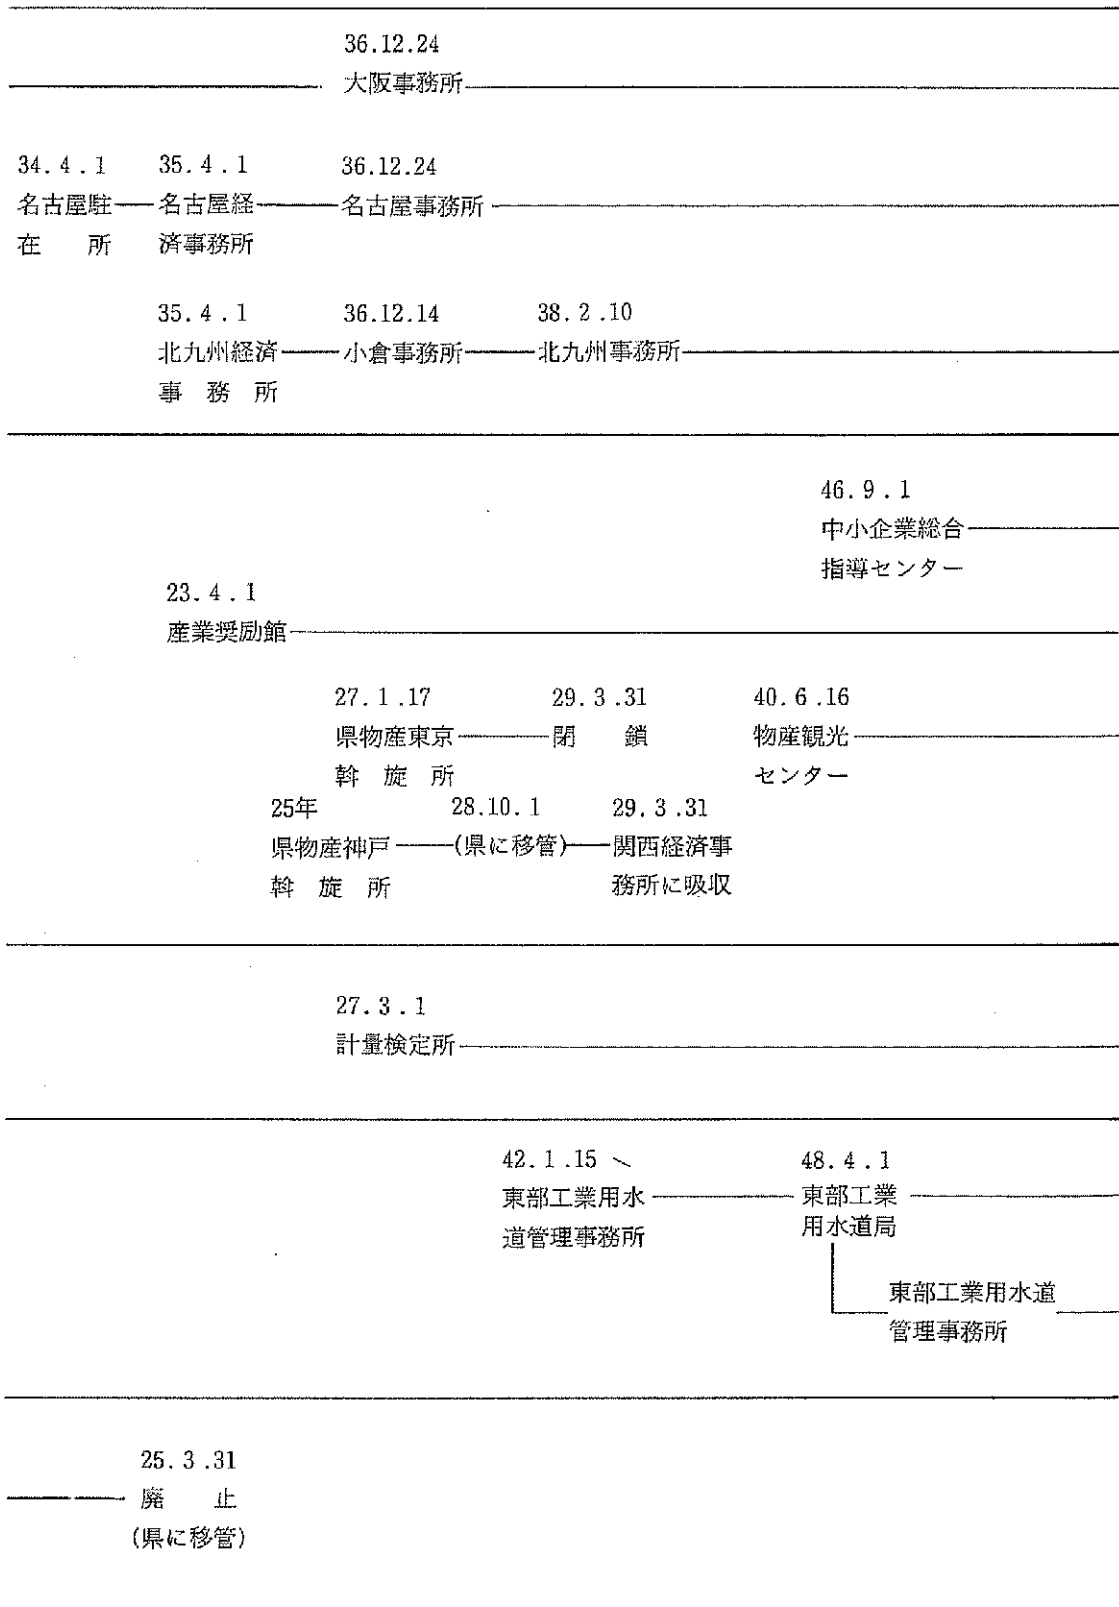 36.12.24
大阪事務所
34.4.1 35.4.1 36.12.24
名古屋駐 名古屋経 名古屋事務所
在 所 済事務所
35.4.1 36.12.14 38.2.10
北九州経済 小倉事務所 北九州事務所
事 務 所
46.9.1
中小企業総合
指導センター
23.4.1
産業奨励館
27.1.17 29.3.31 40.6.16
県物産東京 閉 鎖 物産観光
斡 旋 所 センター
25年 28.10.1 29.3.31
県物産神戸 (県に移管) 関西経済事
斡 旋 所 務所に吸収
27.3.1
計量検定所
42.1.15 48.4.1
東部工業用水 東部工業
道管理事務所 用水道局
東部工業用水道
管理事務所
25.3.31
廃 止
(県に移管)